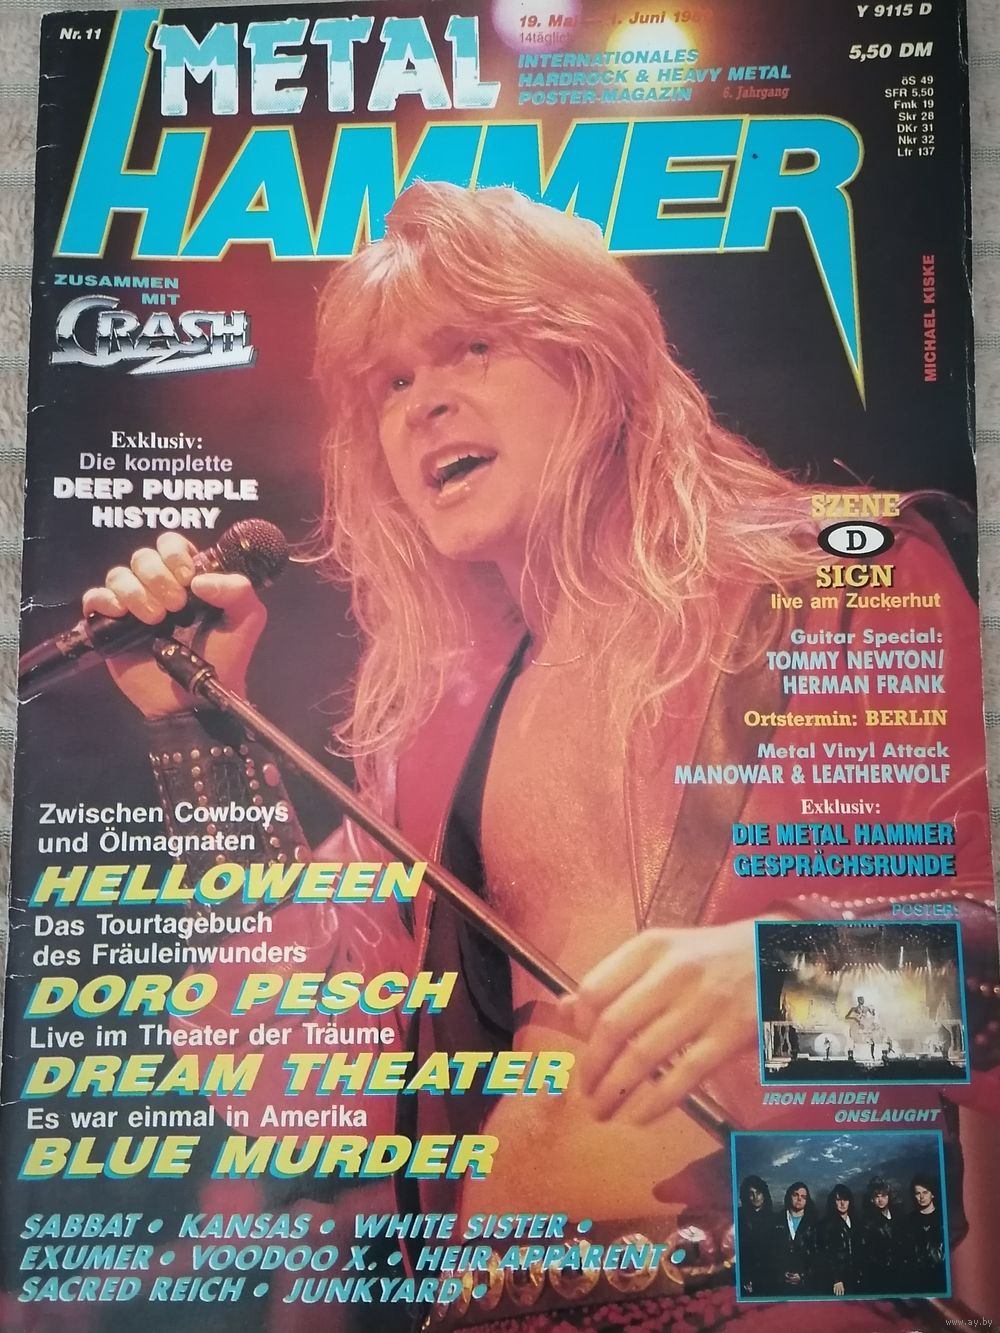 Nr. 11
METAL
HAMMER
19. Mai
1. Juni
14täglich
INTERNATIONALES
HARDROCK & HEAVY METAL
POSTER-MAGAZIN 6. Jahrgang
Y 9115 D
5,50 DM
öS 49
SFR 5,50
Fmk 19
Skr 28
DKr 31
Nkr 32
Lfr 137
MICHAEL KISKE
ZUSAMMEN
MIT
CRASH
Exklusiv:
Die komplette
DEEP PURPLE
HISTORY
SZENE
D
SIGN
live am Zuckerhut
Guitar Special:
TOMMY NEWTON/
HERMAN FRANK
Ortstermin: BERLIN
Metal Vinyl Attack
MANOWAR & LEATHERWOLF
Exklusiv:
DIE METAL HAMMER
GESPRÄCHSRUNDE
Zwischen Cowboys
und Ölmagnaten
HELLOWEEN
Das Tourtagebuch
des Fräuleinwunders
DORO PESCH
Live im Theater der Träume
DREAM THEATER
Es war einmal in Amerika
BLUE MURDER
SABBAT • KANSAS • WHITE SISTER •
EXUMER • VOODOO X. • HEIR APPARENT •
SACRED REICH • JUNKYARD •
POSTER:
IRON MAIDEN
ONSLAUGHT
www.ay.by